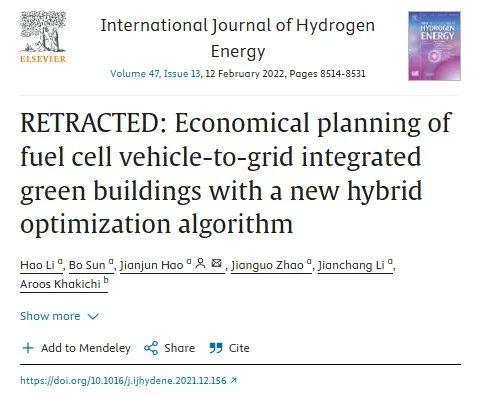 International Journal of Hydrogen
Energy
Volume 47, Issue 13, 12 February 2022, Pages 8514-8531
ELSEVIER
HYDROGEN
ENERGY
RETRACTED: Economical planning of
fuel cell vehicle-to-grid integrated
green buildings with a new hybrid
optimization algorithm
Hao Li a, Bo Sun a, Jianjun Hao a, Jianguo Zhao a, Jianchang Li a,
Aroos Khakichi b
Show more
Add to Mendeley Share Cite
https://doi.org/10.1016/j.ijhydene.2021.12.156